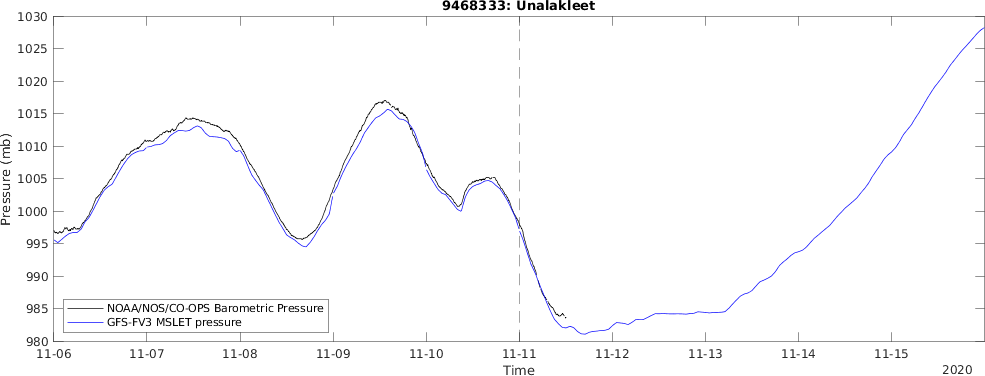 9468333: Unalakleet
1030
1025
1020
1015
1010
1005
1000
995
990
985
980
Pressure (mb)
NOAA/NOS/CO-OPS Barometric Pressure
GFS-FV3 MSLET pressure
11-06 11-07 11-08 11-09 11-10 11-11 11-12 11-13 11-14 11-15
Time
2020